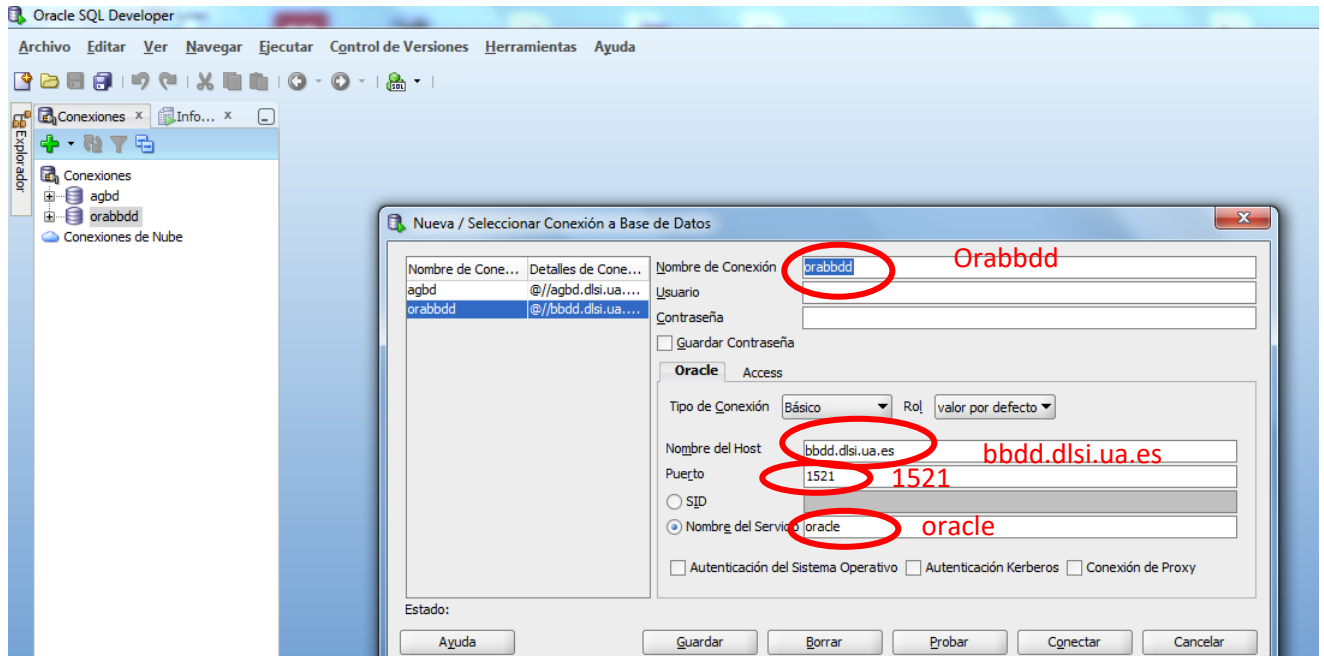 Oracle SQL Developer
Archivo Editar Ver Navegar Ejecutar Control de Versiones Herramientas Ayuda
SQL
Explorador
Conexiones x Info... x
Conexiones
agbd
orabbdd
Conexiones de Nube
Nueva / Seleccionar Conexión a Base de Datos
Nombre de Cone... Detalles de Cone...
agbd @//agbd.dlsi.ua....
orabbdd @//bbdd.dlsi.ua....
Nombre de Conexión orabbdd Orabbdd
Usuario
Contraseña
Guardar Contraseña
Oracle Access
Tipo de Conexión Básico Rol valor por defecto
Nombre del Host bbdd.dlsi.ua.es bbdd.dlsi.ua.es
Puerto 1521 1521
SID
Nombre del Servicio oracle oracle
Autenticación del Sistema Operativo Autenticación Kerberos Conexión de Proxy
Estado:
Ayuda Guardar Borrar Probar Conectar Cancelar